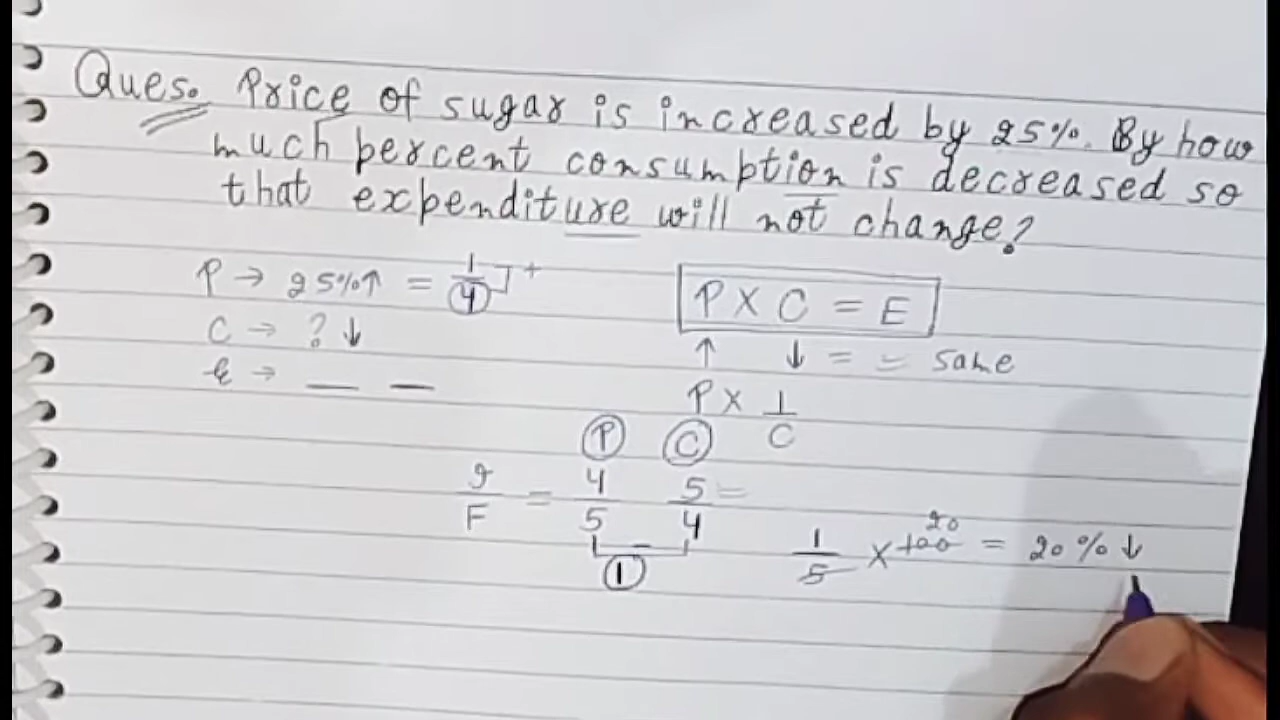 Ques. Price of sugar is increased by 25%. By how
much percent consumption is decreased so
that expenditure will not change?
P → 25%↑ = 1/4 +
P X C = E
C → ? ↓
↑ ↓ = = same
E → — —
P X 1/C
P C
I/F = 4/5 5/4 =
1
1/5 X 100 20 = 20%↓